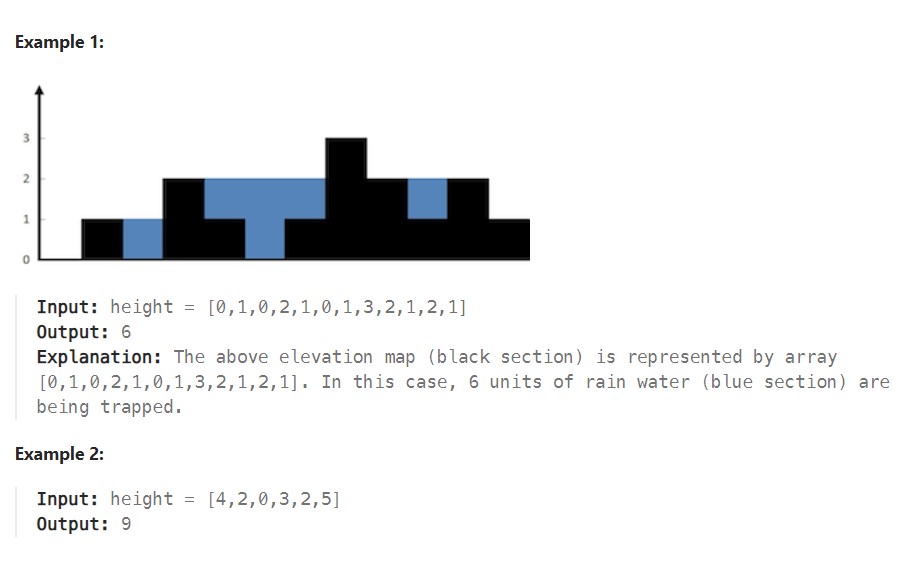 Example 1:
3
2
1
0
Input: height = [0,1,0,2,1,0,1,3,2,1,2,1]
Output: 6
Explanation: The above elevation map (black section) is represented by array
[0,1,0,2,1,0,1,3,2,1,2,1]. In this case, 6 units of rain water (blue section) are
being trapped.
Example 2:
Input: height = [4,2,0,3,2,5]
Output: 9